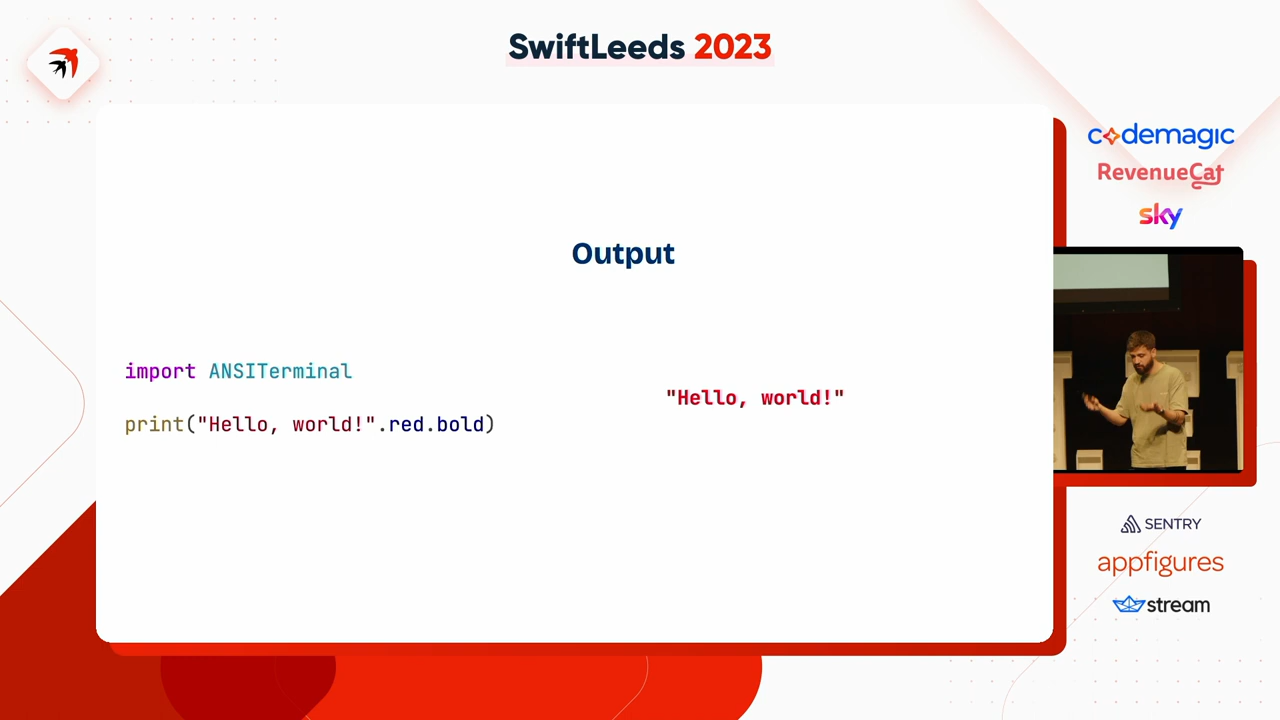 SwiftLeeds 2023
Output
import ANSITerminal
print("Hello, world!".red.bold)
"Hello, world!"
codemagic
RevenueCat
sky
SENTRY
appfigures
stream